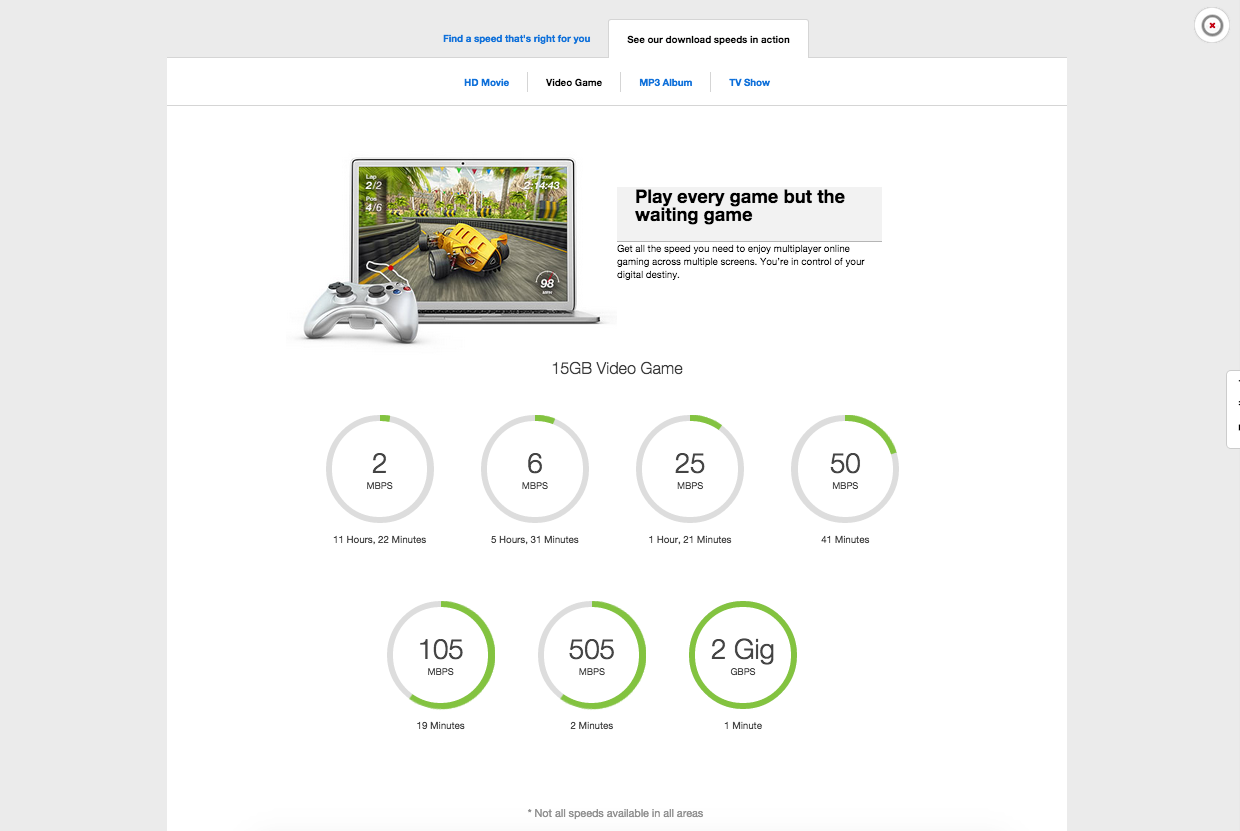 Find a speed that's right for you
See our download speeds in action
HD Movie
Video Game
MP3 Album
TV Show
Lap
2/2
Pos
4/6
2:14:43
98
Play every game but the
waiting game
Get all the speed you need to enjoy multiplayer online
gaming across multiple screens. You're in control of your
digital destiny.
15GB Video Game
2
MBPS
11 Hours, 22 Minutes
6
MBPS
5 Hours, 31 Minutes
25
MBPS
1 Hour, 21 Minutes
50
MBPS
41 Minutes
105
MBPS
19 Minutes
505
MBPS
2 Minutes
2 Gig
GBPS
1 Minute
* Not all speeds available in all areas